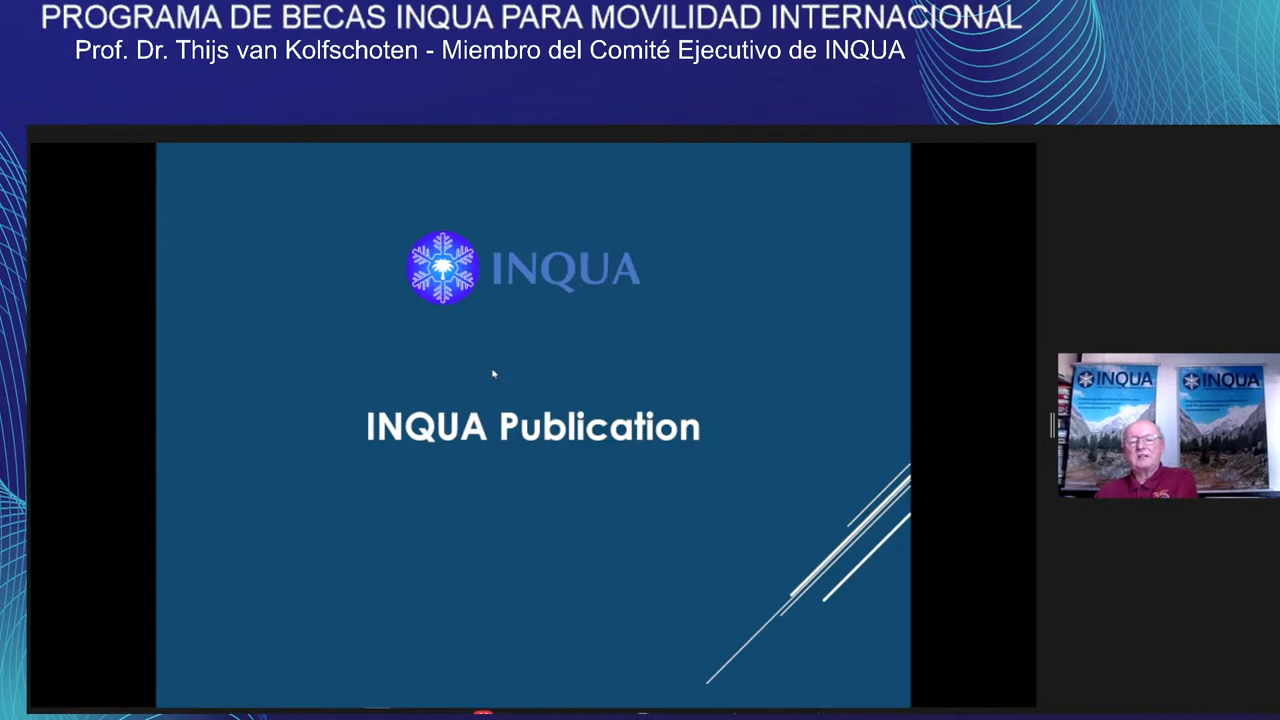 PROGRAMA DE BECAS INQUA PARA MOVILIDAD INTERNACIONAL
Prof. Dr. Thijs van Kolfschoten - Miembro del Comité Ejecutivo de INQUA
INQUA
INQUA Publication
INQUA
INQUA